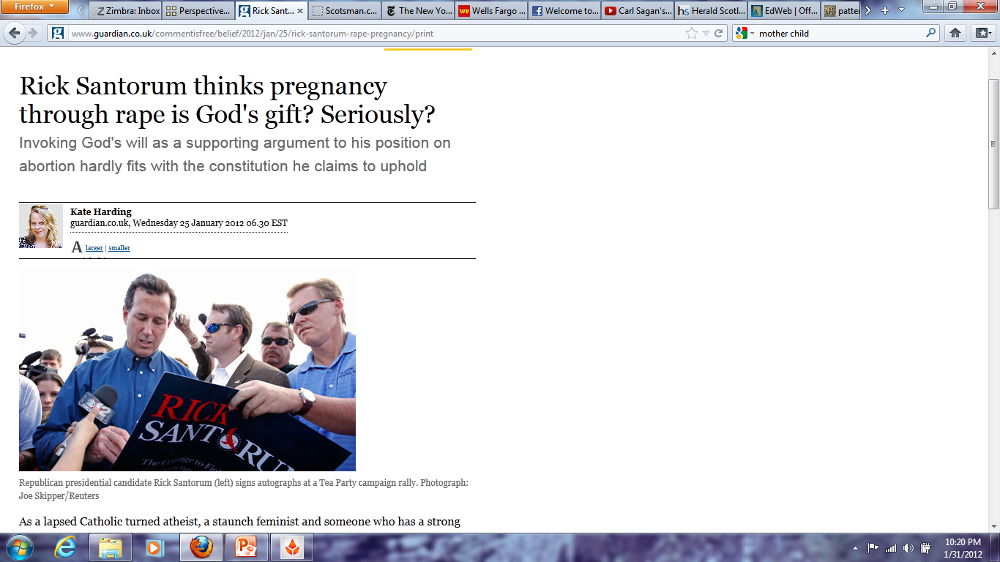 Firefox
Zimbra: Inbox
Perspective...
Rick Sant...
Scotsman.c...
The New Yo...
Wells Fargo ...
Welcome to...
Carl Sagan's...
Herald Scotl...
EdWeb | Off...
patter
www.guardian.co.uk/commentisfree/belief/2012/jan/25/rick-santorum-rape-pregnancy/print
mother child
Rick Santorum thinks pregnancy
through rape is God's gift? Seriously?
Invoking God's will as a supporting argument to his position on
abortion hardly fits with the constitution he claims to uphold
Kate Harding
guardian.co.uk, Wednesday 25 January 2012 06.30 EST
A larger | smaller
RICK
SANTORUM
The Courage to Fi
Republican presidential candidate Rick Santorum (left) signs autographs at a Tea Party campaign rally. Photograph:
Joe Skipper/Reuters
As a lapsed Catholic turned atheist, a staunch feminist and someone who has a strong
10:20 PM
1/31/2012